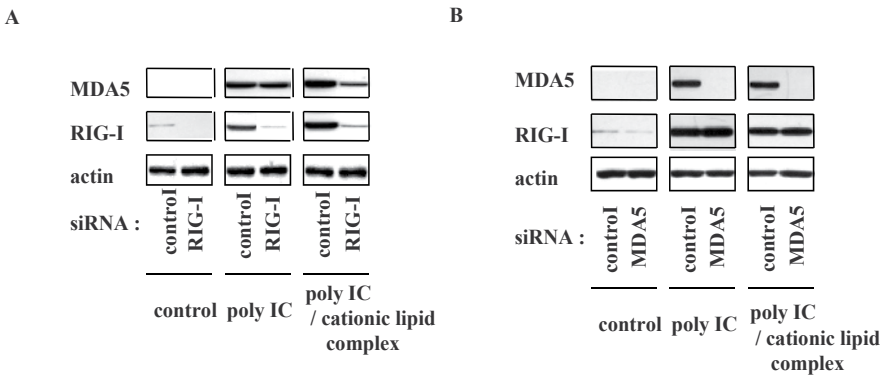 A
MDA5
RIG-I
actin
siRNA :
control
RIG-I
control
RIG-I
control
RIG-I
control
poly IC
poly IC
/ cationic lipid
complex
B
MDA5
RIG-I
actin
siRNA :
control
MDA5
control
MDA5
control
MDA5
control
poly IC
poly IC
/ cationic lipid
complex